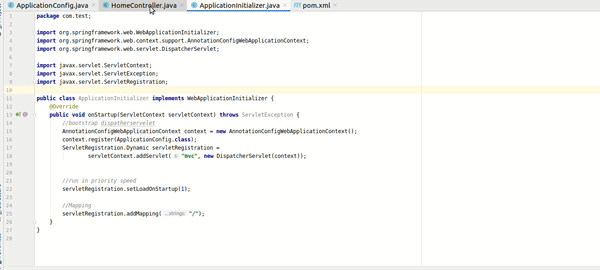 ApplicationConfig.java × HomeController.java × ApplicationInitializer.java × pom.xml ×
1 package com.test;
2
3 import org.springframework.web.WebApplicationInitializer;
4 import org.springframework.web.context.support.AnnotationConfigWebApplicationContext;
5 import org.springframework.web.servlet.DispatcherServlet;
6
7 import javax.servlet.ServletContext;
8 import javax.servlet.ServletException;
9 import javax.servlet.ServletRegistration;
10
11 public class ApplicationInitializer implements WebApplicationInitializer {
12 @Override
13 public void onStartup(ServletContext servletContext) throws ServletException {
14 //bootstrap dispatherservelet
15 AnnotationConfigWebApplicationContext context = new AnnotationConfigWebApplicationContext();
16 context.register(ApplicationConfig.class);
17 ServletRegistration.Dynamic servletRegistration =
18 servletContext.addServlet( s: "mvc", new DispatcherServlet(context));
19
20
21 //run in priority speed
22 servletRegistration.setLoadOnStartup(1);
23
24 //Mapping
25 servletRegistration.addMapping( ...strings: "/");
26 }
27 }
28